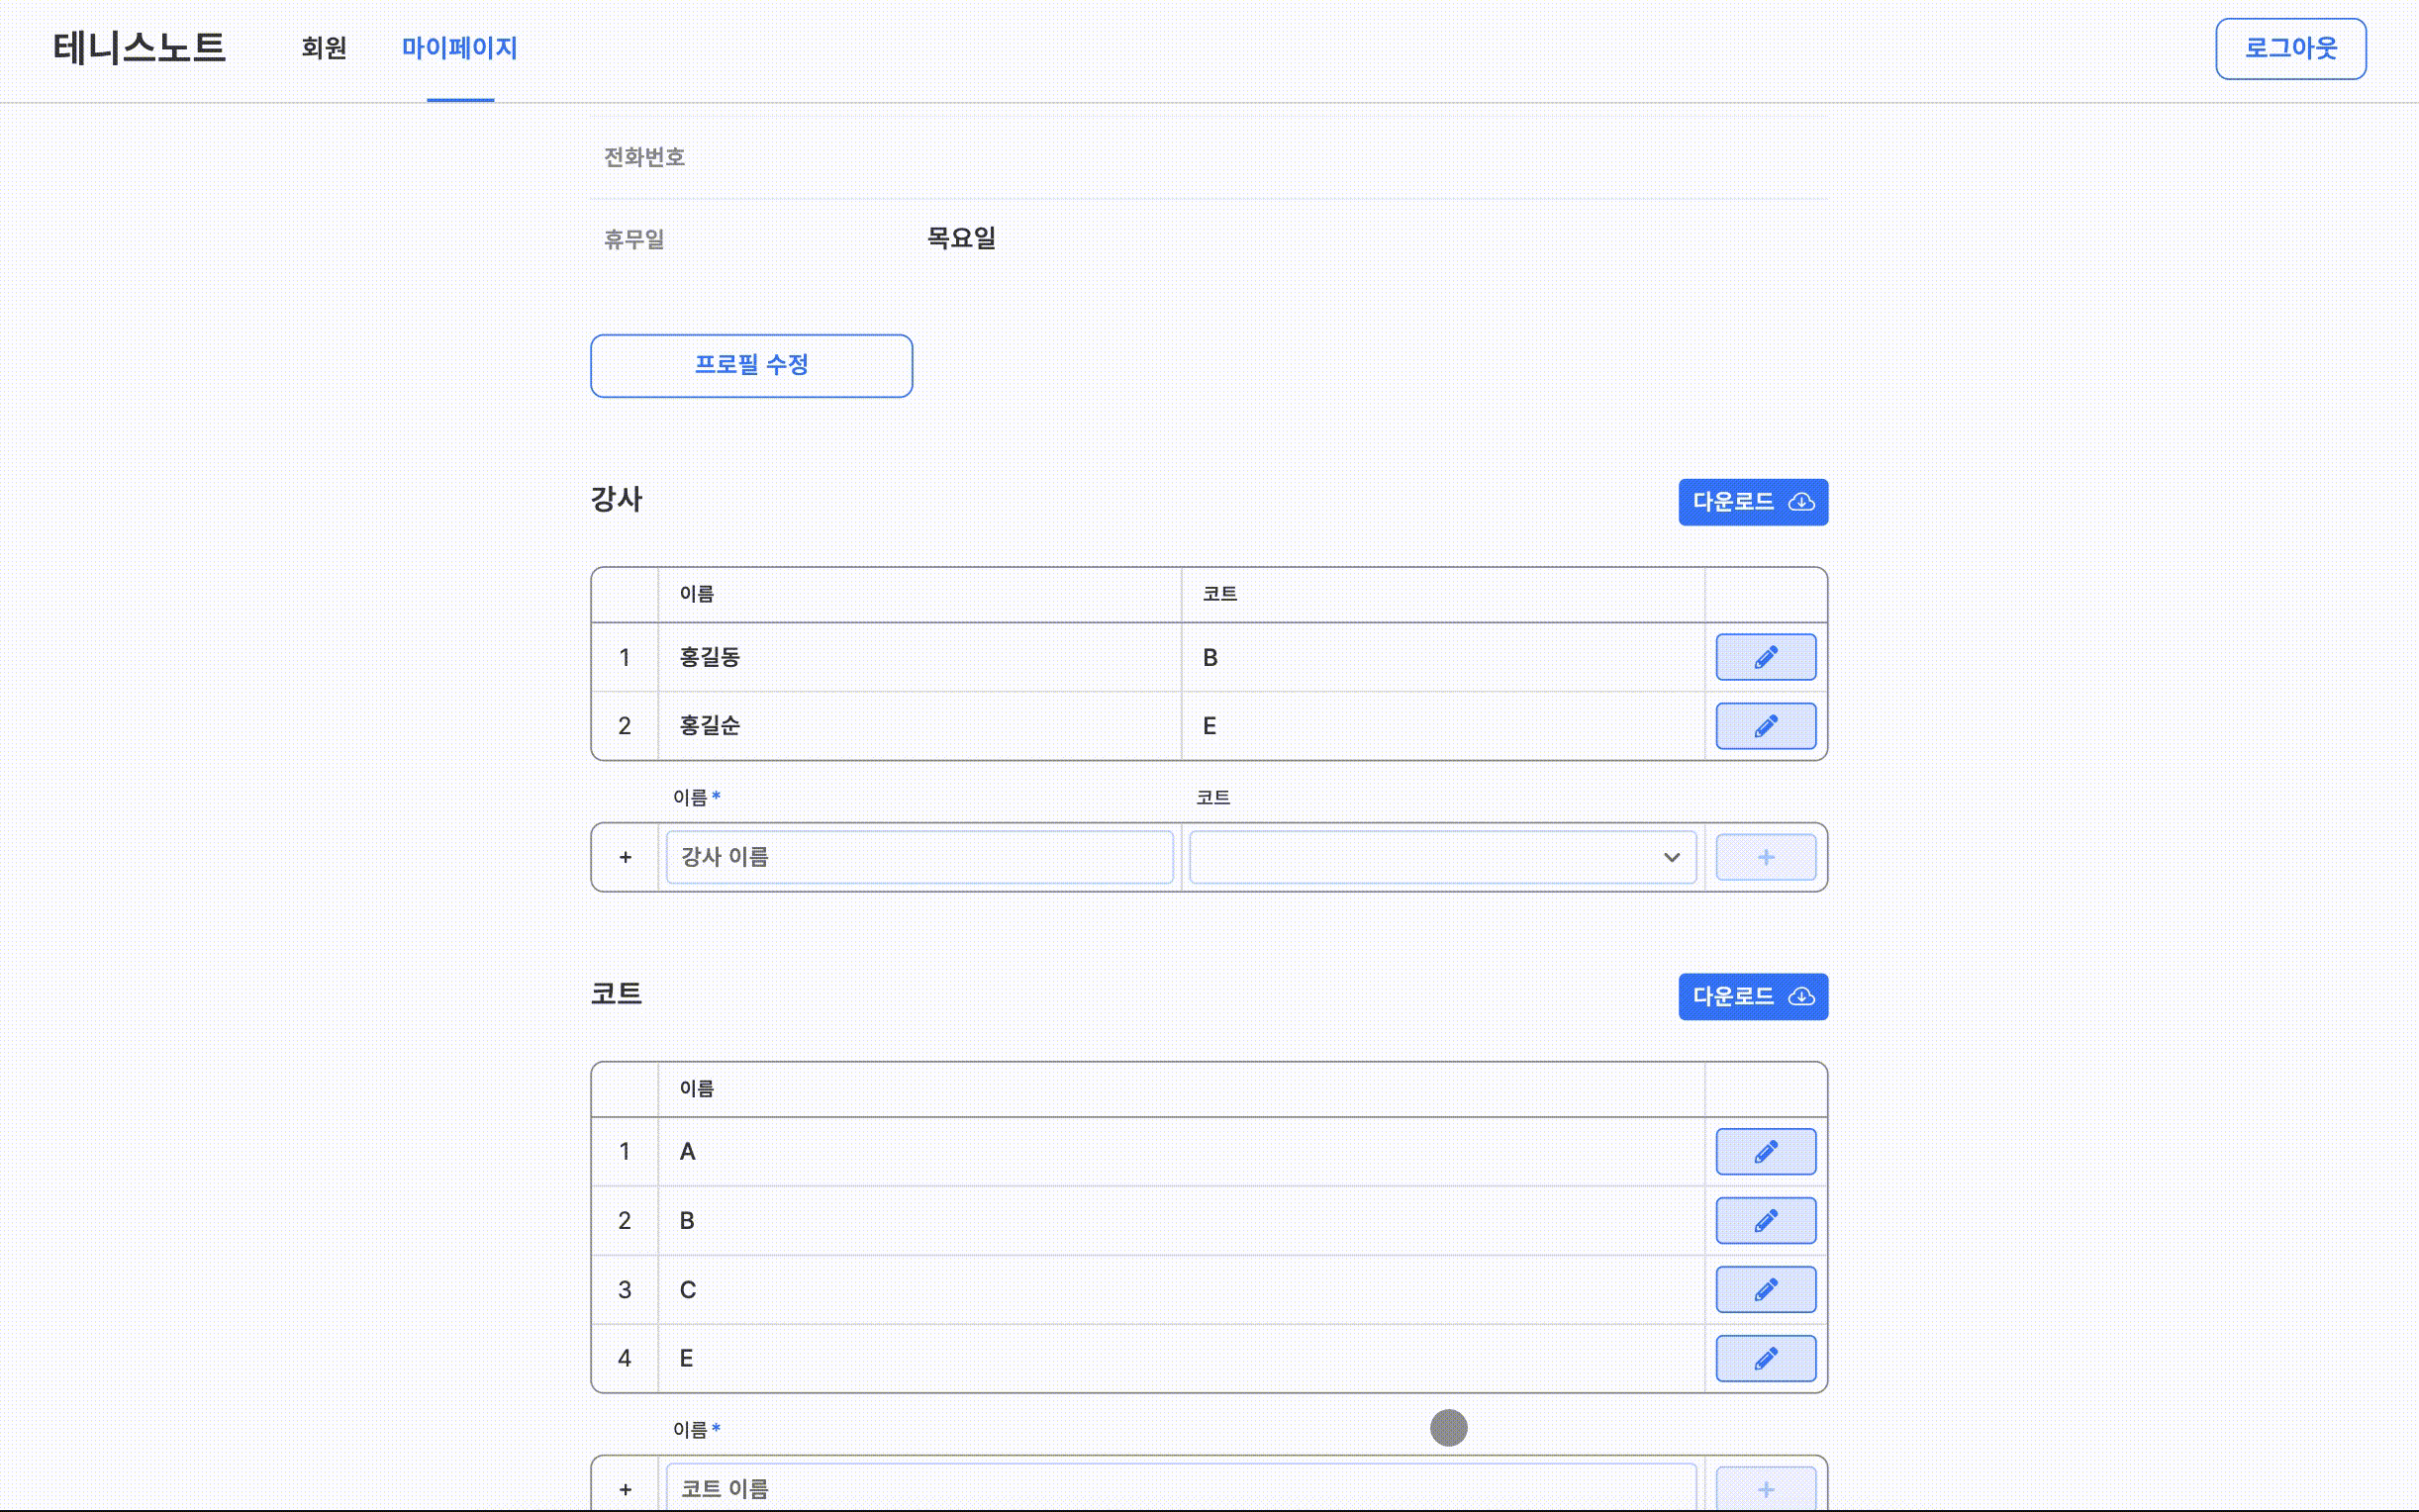 테니스노트 회원 마이페이지 로그아웃
전화번호
휴무일 목요일
프로필 수정
강사 다운로드
이름 코트
1 홍길동 B
2 홍길순 E
이름 * 코트
+ 강사 이름 +
코트 다운로드
이름
1 A
2 B
3 C
4 E
이름 *
+ 코트 이름 +